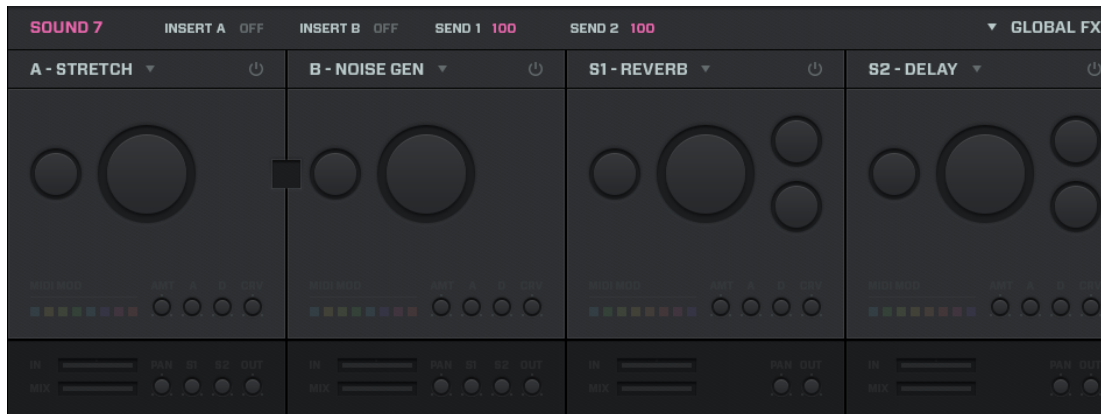 SOUND 7 INSERT A OFF INSERT B OFF SEND 1 100 SEND 2 100 GLOBAL FX
A - STRETCH B - NOISE GEN S1 - REVERB S2 - DELAY
MIDI MOD AMT A D CRV MIDI MOD AMT A D CRV MIDI MOD AMT A D CRV MIDI MOD AMT A D CRV
IN PAN S1 S2 OUT IN PAN S1 S2 OUT IN PAN OUT IN PAN OUT
MIX MIX MIX MIX